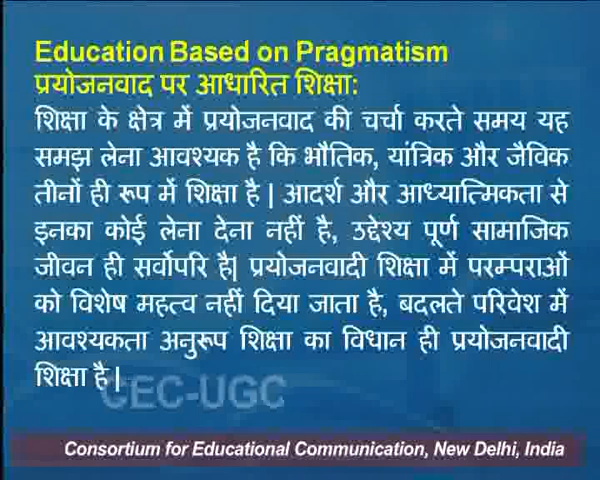 Education Based on Pragmatism
प्रयोजनवाद पर आधारित शिक्षा:
शिक्षा के क्षेत्र में प्रयोजनवाद की चर्चा करते समय यह
समझ लेना आवश्यक है कि भौतिक, यांत्रिक और जैविक
तीनों ही रूप में शिक्षा है | आदर्श और आध्यात्मिकता से
इनका कोई लेना देना नहीं है, उद्देश्य पूर्ण सामाजिक
जीवन ही सर्वोपरि है| प्रयोजनवादी शिक्षा में परम्पराओं
को विशेष महत्व नहीं दिया जाता है, बदलते परिवेश में
आवश्यकता अनुरूप शिक्षा का विधान ही प्रयोजनवादी
शिक्षा है |
CEC-UGC
Consortium for Educational Communication, New Delhi, India